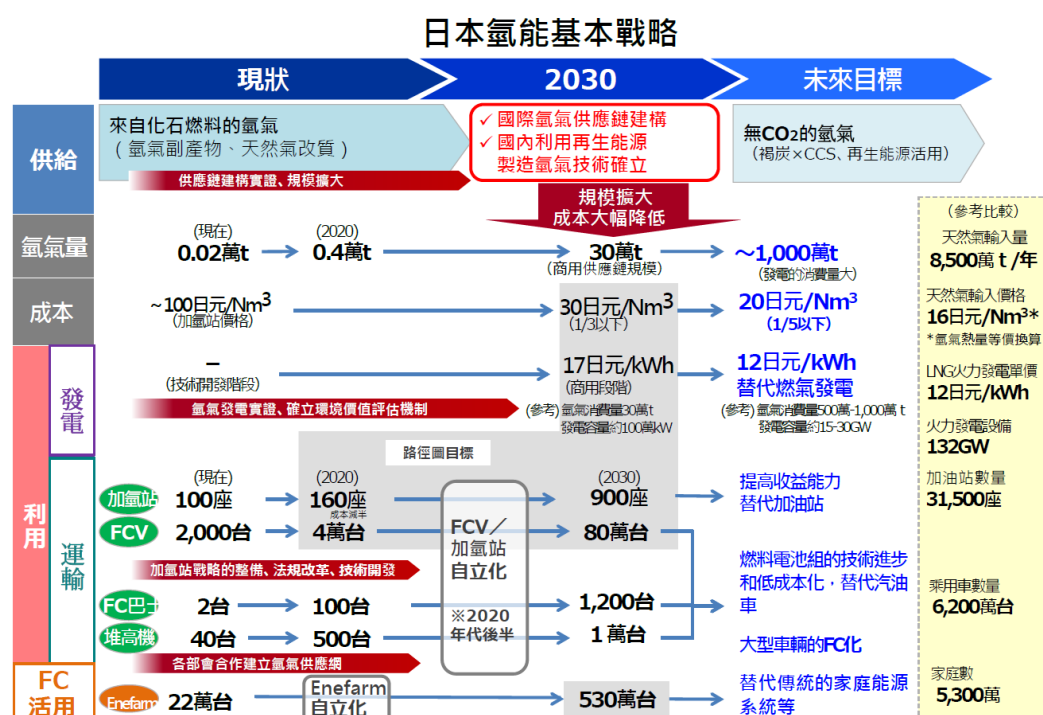 日本氫能基本戰略
現狀
2030
未來目標
供給
來自化石燃料的氫氣
（氫氣副產物、天然氣改質）
✓ 國際氫氣供應鏈建構
✓ 國內利用再生能源
製造氫氣技術確立
無CO2的氫氣
（褐炭×CCS、再生能源活用）
供應鏈建構實證、規模擴大
規模擴大
成本大幅降低
氫氣量
(現在)
0.02萬t
(2020)
0.4萬t
30萬t
(商用供應鏈規模)
～1,000萬t
(發電的消費量大)
成本
~100日元/Nm3
(加氫站價格)
30日元/Nm3
(1/3以下)
20日元/Nm3
(1/5以下)
利用
發電
–
(技術開發階段)
17日元/kWh
(商用段階)
12日元/kWh
替代燃氣發電
氫氣發電實證、確立環境價值評估機制
(參考) 氫氣消費量30萬t
發電容量約100萬kW
(參考) 氫氣消費量500萬-1,000萬 t
發電容量約15-30GW
路徑圖目標
運輸
加氫站
(現在)
100座
(2020)
160座
成本減半
(2030)
900座
提高收益能力
替代加油站
FCV
2,000台
4萬台
80萬台
FCV／
加氫站
自立化
※2020
年代後半
加氫站戰略的整備、法規改革、技術開發
燃料電池組的技術進步
和低成本化，替代汽油
車
FC巴士
2台
100台
1,200台
堆高機
40台
500台
1 萬台
大型車輛的FC化
各部會合作建立氫氣供應網
FC
活用
Enefarm
22萬台
Enefarm
自立化
530萬台
替代傳統的家庭能源
系統等
（參考比較）
天然氣輸入量
8,500萬 t /年
天然氣輸入價格
16日元/Nm3*
*氫氣熱量等價換算
LNG火力發電單價
12日元/kWh
火力發電設備
132GW
加油站數量
31,500座
乘用車數量
6,200萬台
家庭數
5,300萬